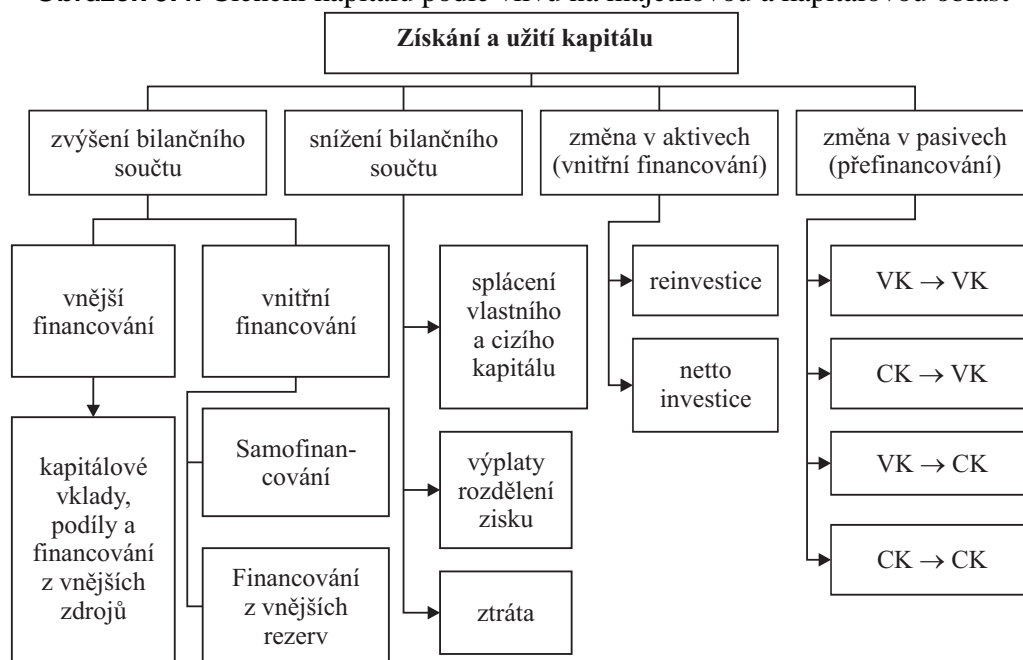 Získání a užití kapitálu
zvýšení bilančního
součtu
snížení bilančního
součtu
změna v aktivech
(vnitřní financování)
změna v pasivech
(přefinancování)
vnější
financování
vnitřní
financování
kapitálové
vklady,
podíly a
financování
z vnějších
zdrojů
Samofinan-
cování
Financování
z vnějších
rezerv
splácení
vlastního
a cizího
kapitálu
výplaty
rozdělení
zisku
ztráta
reinvestice
netto
investice
VK → VK
CK → VK
VK → CK
CK → CK